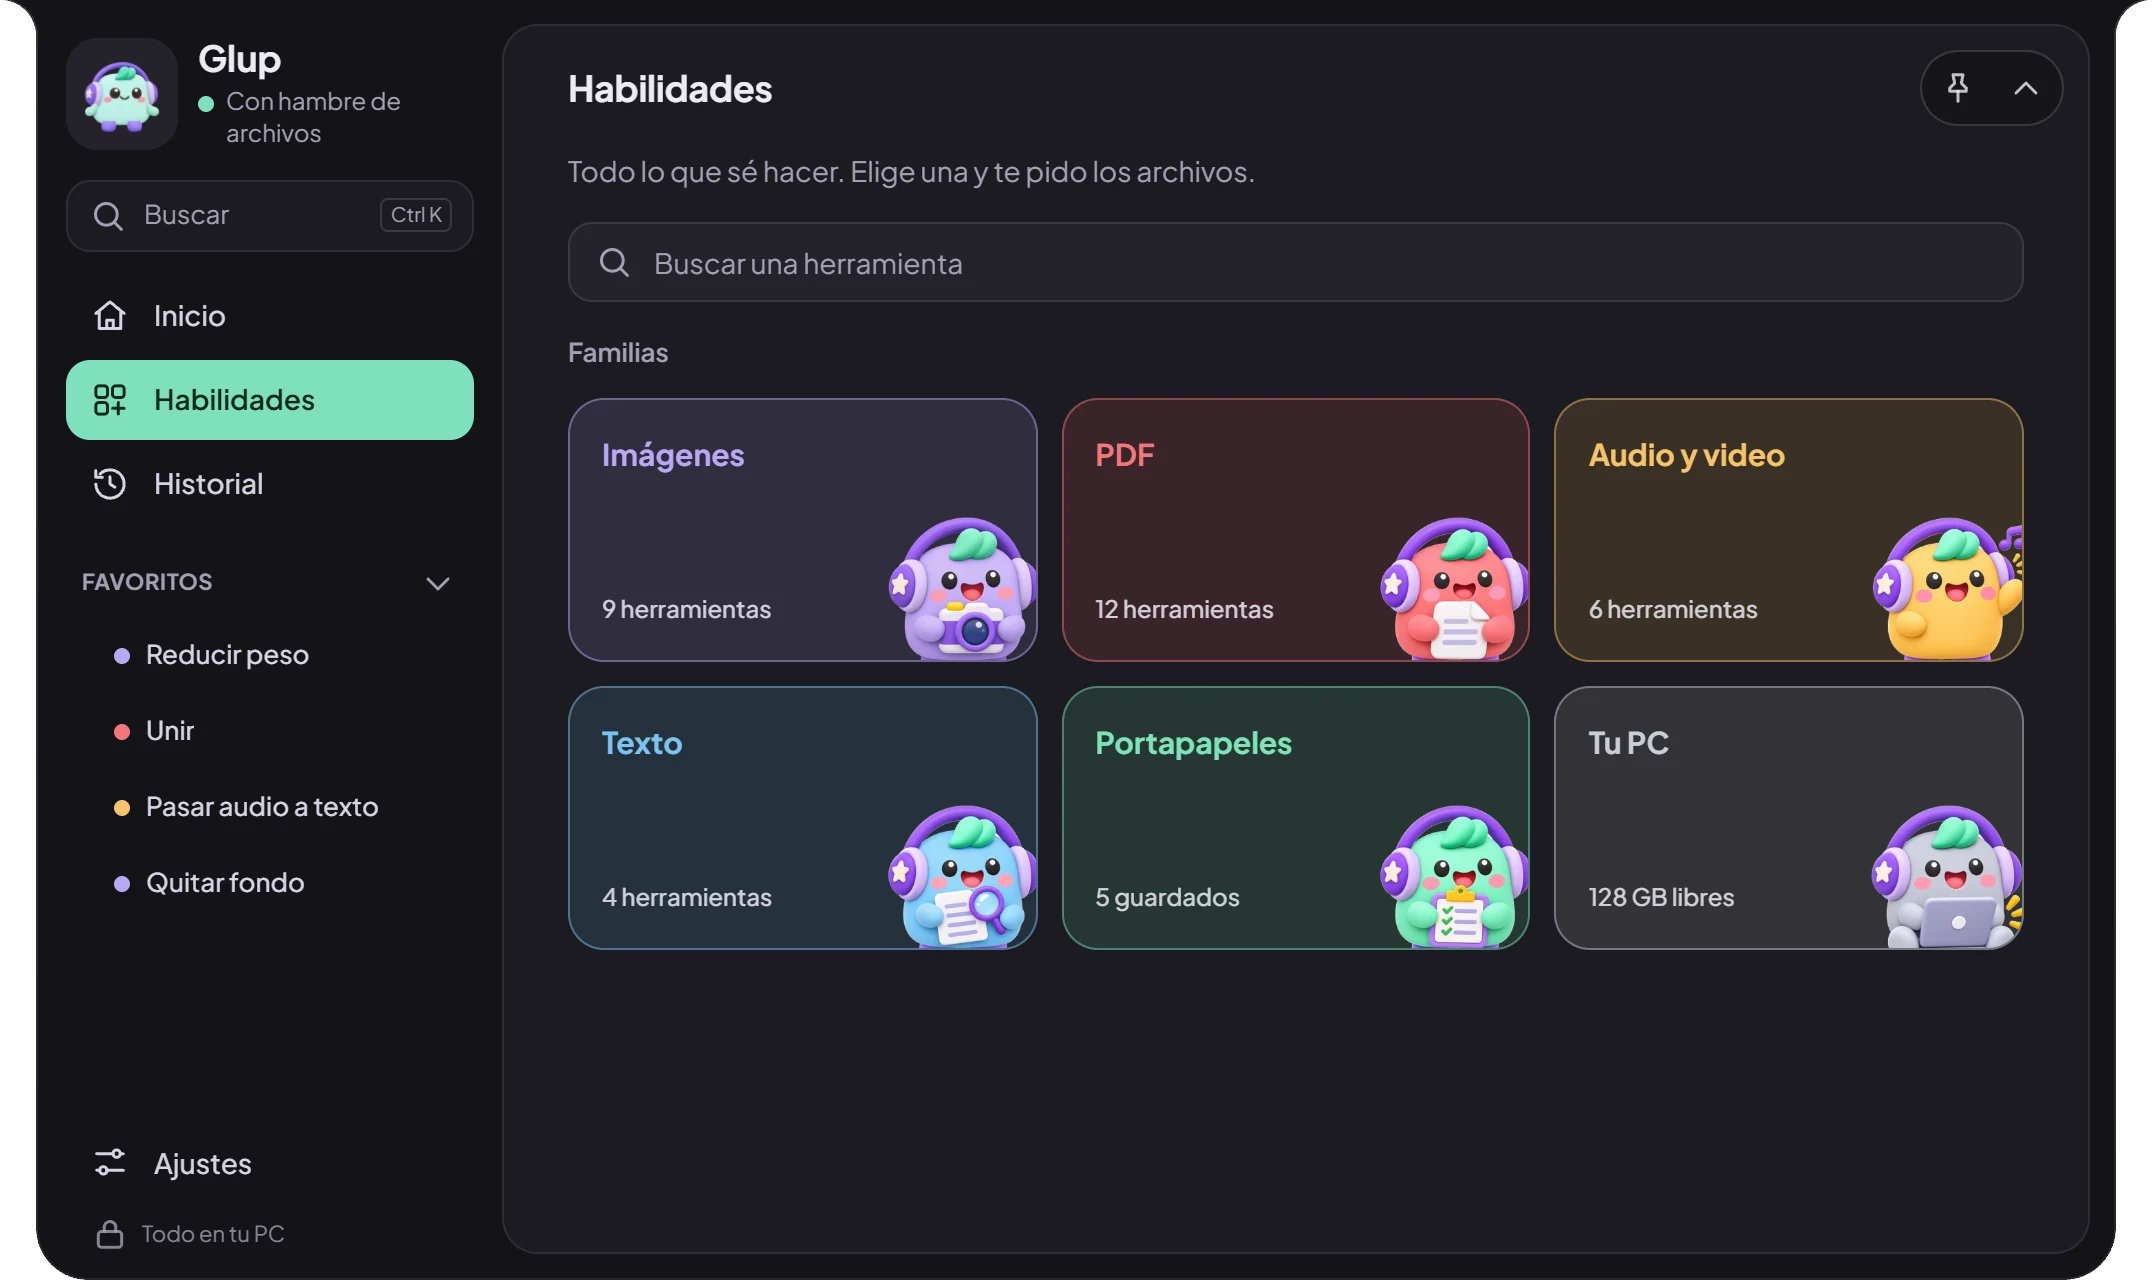 Glup
Con hambre de
archivos
Buscar
Ctrl K
Inicio
Habilidades
Historial
FAVORITOS
Reducir peso
Unir
Pasar audio a texto
Quitar fondo
Ajustes
Todo en tu PC
Habilidades
Todo lo que sé hacer. Elige una y te pido los archivos.
Buscar una herramienta
Familias
Imágenes
9 herramientas
PDF
12 herramientas
Audio y video
6 herramientas
Texto
4 herramientas
Portapapeles
5 guardados
Tu PC
128 GB libres